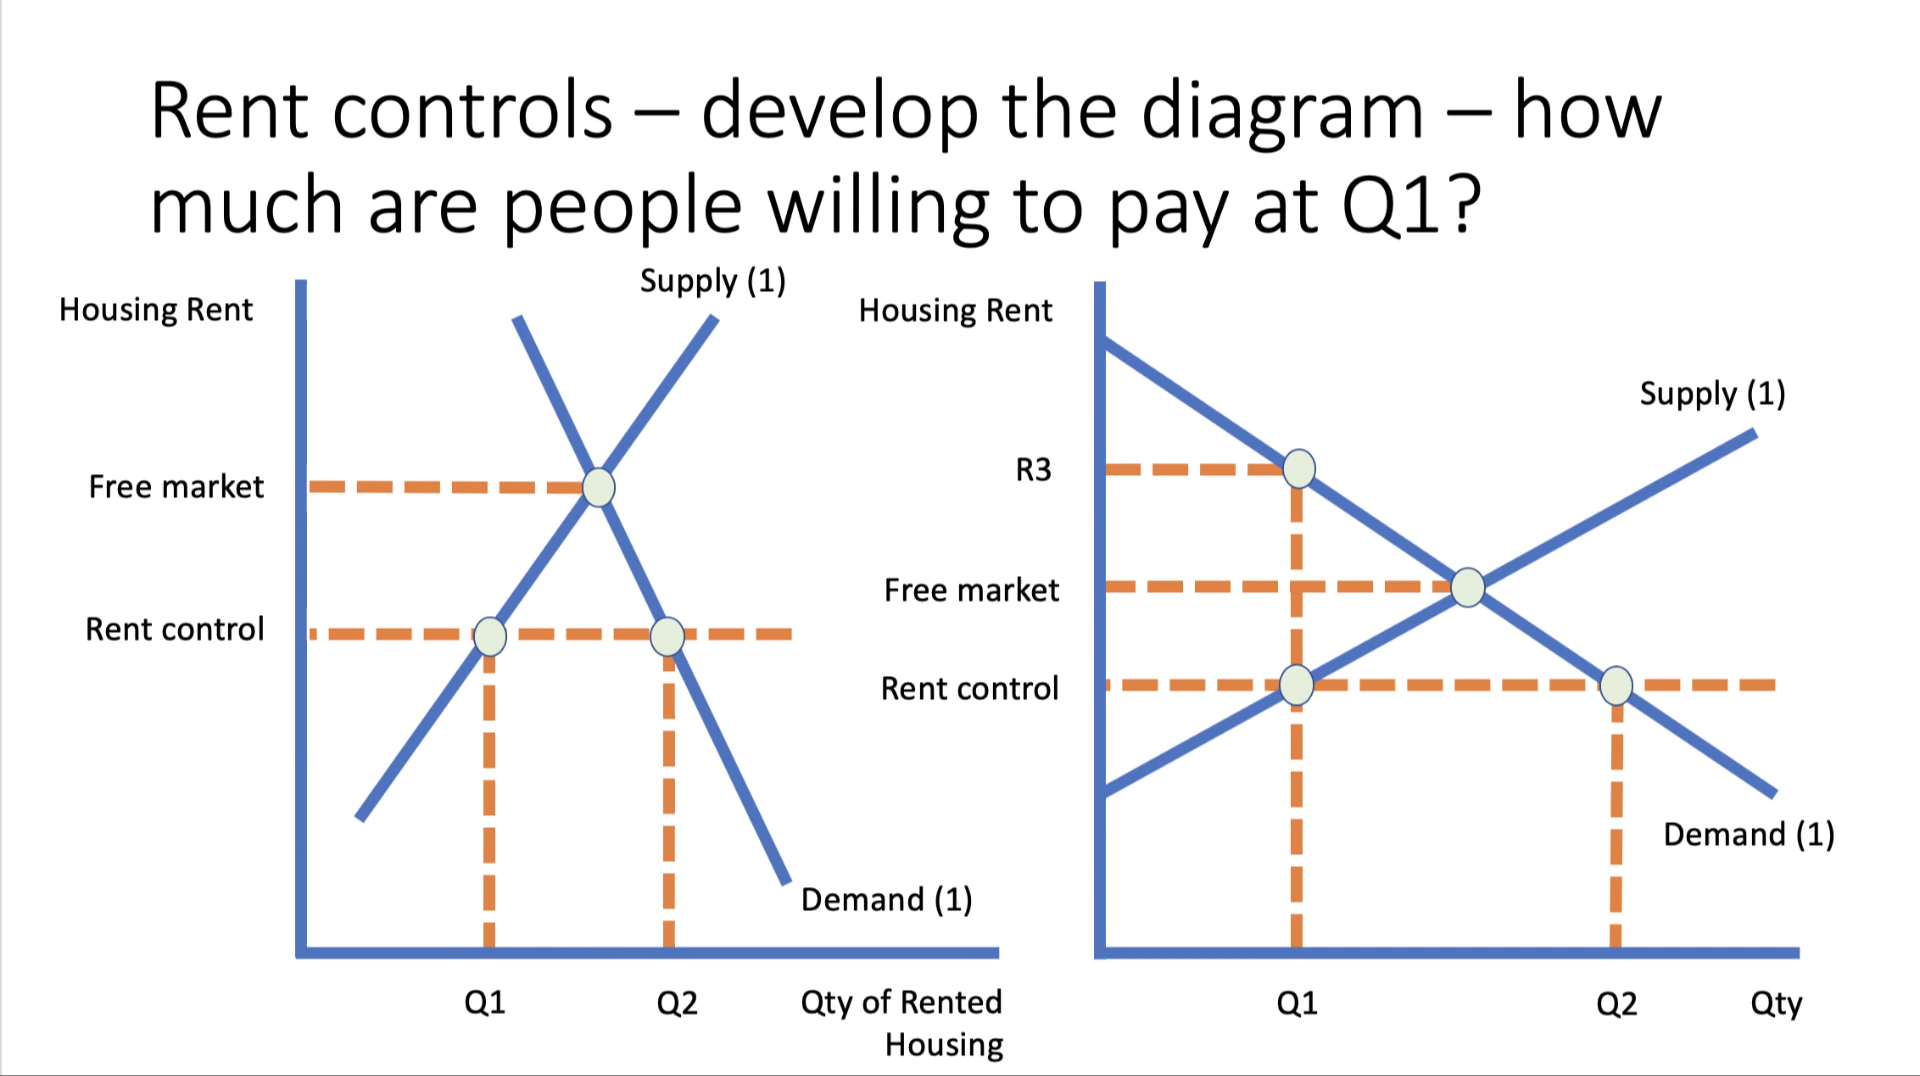 Rent controls – develop the diagram – how
much are people willing to pay at Q1?
Supply (1)
Housing Rent
Free market
Rent control
Demand (1)
Q1
Q2
Qty of Rented
Housing
Housing Rent
Supply (1)
R3
Free market
Rent control
Demand (1)
Q1
Q2
Qty